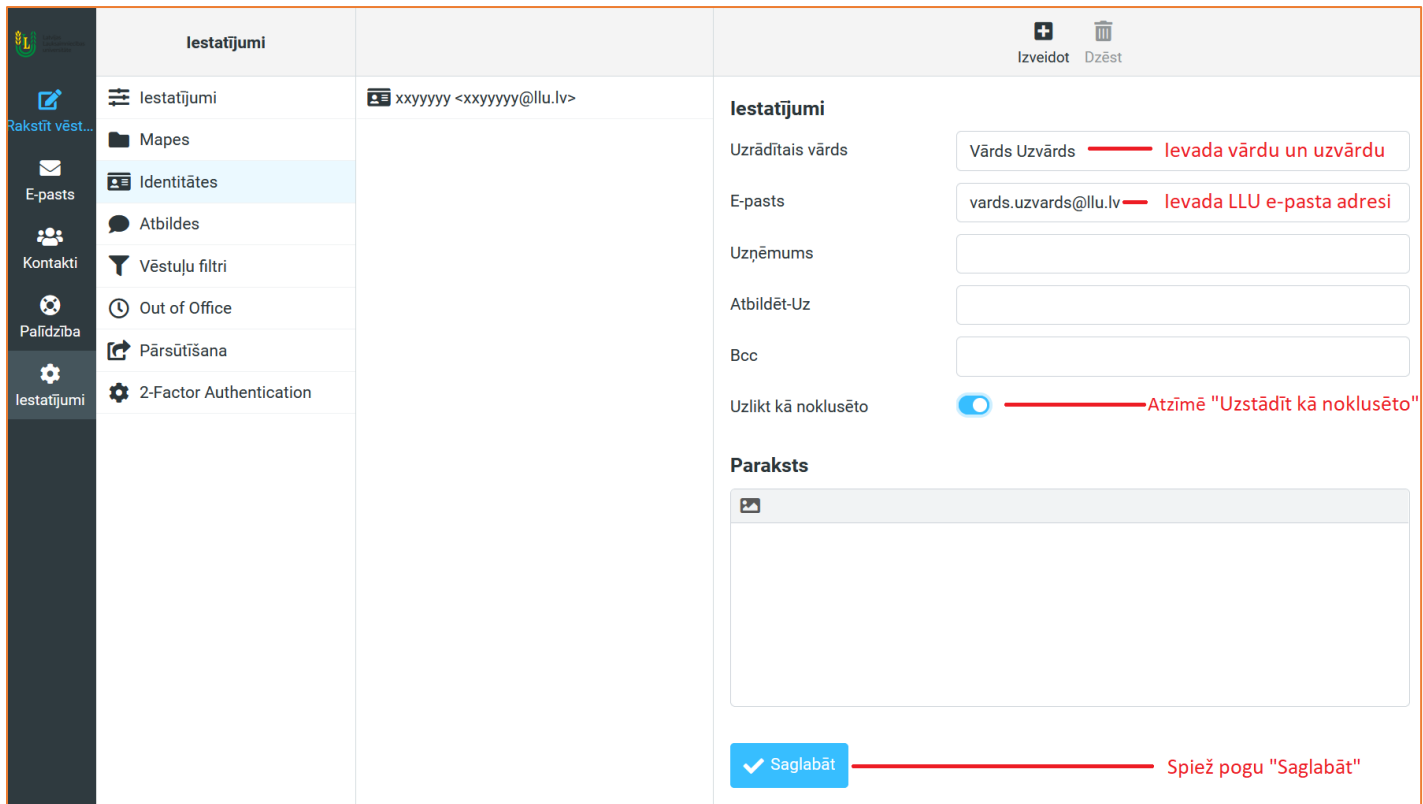 Iestatījumi
Izveidot
Dzēst
Rakstīt vēst...
E-pasts
Kontakti
Palīdzība
Iestatījumi
Iestatījumi
Mapes
Identitātes
Atbildes
Vēstuļu filtri
Out of Office
Pārsūtīšana
2-Factor Authentication
xxyyyyy <xxyyyyy@llu.lv>
Iestatījumi
Uzrādītais vārds
Vārds Uzvārds
Ievada vārdu un uzvārdu
E-pasts
vards.uzvards@llu.lv
Ievada LLU e-pasta adresi
Uzņēmums
Atbildēt-Uz
Bcc
Uzlikt kā noklusēto
Atzīmē "Uzstādīt kā noklusēto"
Paraksts
Saglabāt
Spiež pogu "Saglabāt"